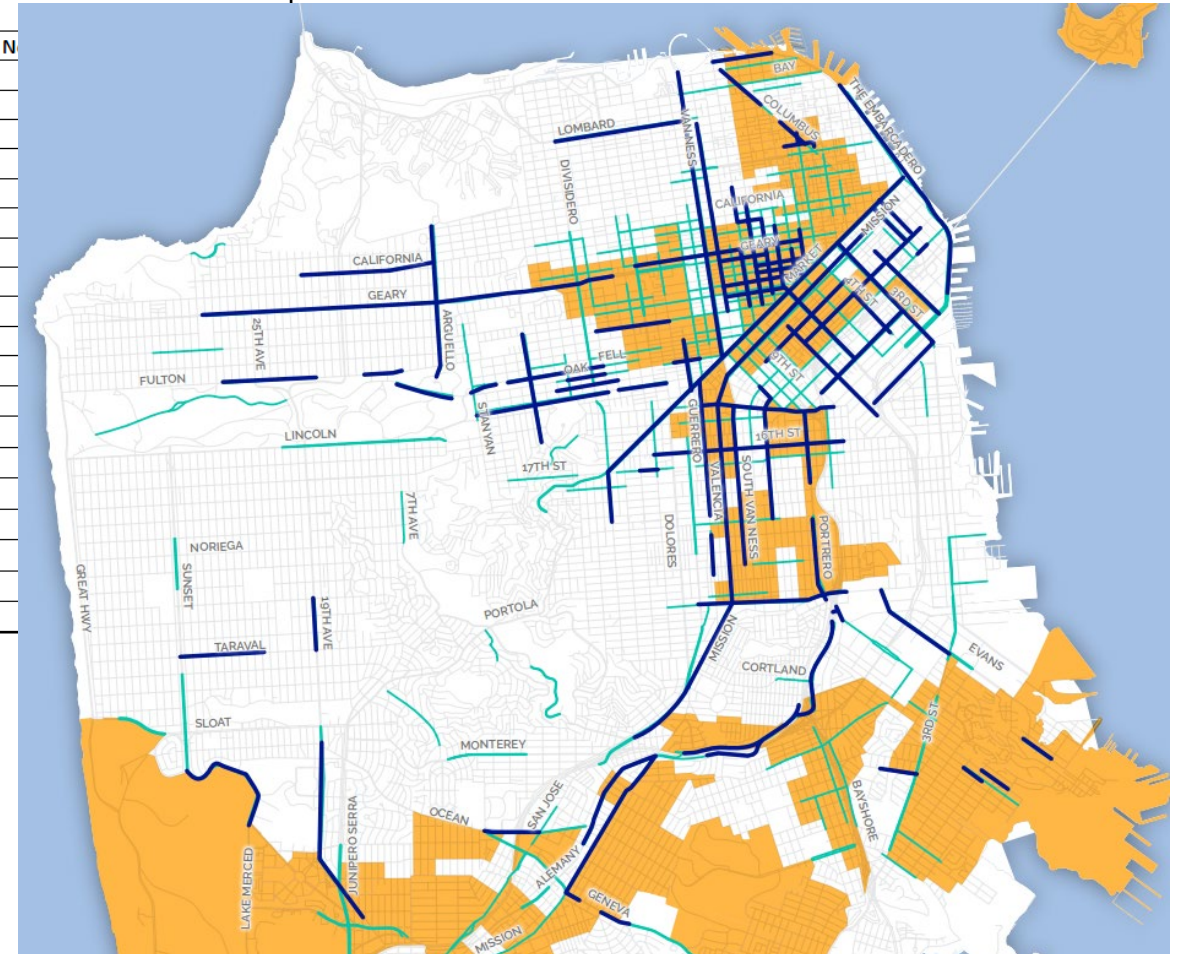 N
BAY
COLUMBUS
THE EMBARCADERO
LOMBARD
VAN NESS
DIVISIDERO
CALIFORNIA
MISSION
GEARY
MARKET
CALIFORNIA
GEARY
4TH ST
3RD ST
25TH AVE
ARGUELLO
FELL
OAK
9TH ST
FULTON
STANYAN
GUERRERO
LINCOLN
16TH ST
17TH ST
VALENCIA
SOUTH VAN NESS
7TH AVE
DOLORES
PORTRERO
NORIEGA
SUNSET
GREAT HWY
19TH AVE
PORTOLA
MISSION
TARAVAL
CORTLAND
EVANS
SLOAT
3RD ST
MONTEREY
OCEAN
SAN JOSE
BAYSHORE
JUNIPERO SERRA
LAKE MERCED
ALEMANY
GENEVA
MISSION